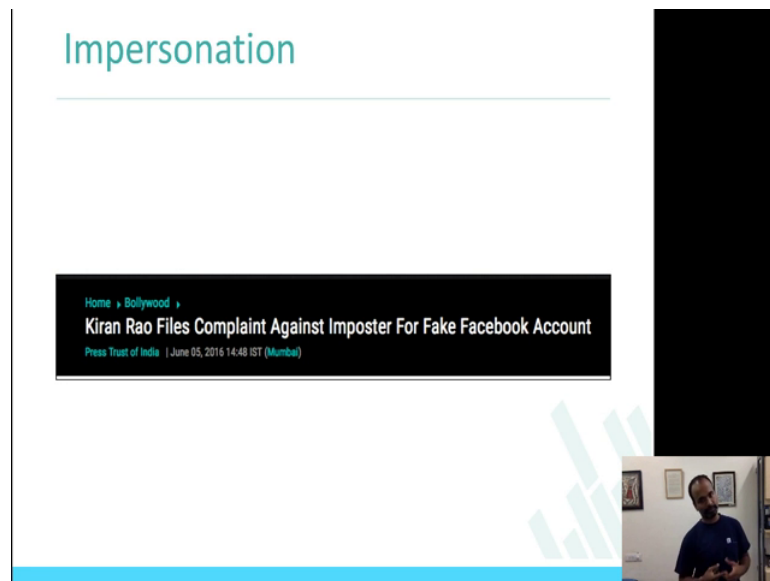 Impersonation
Home ▸ Bollywood ▸
Kiran Rao Files Complaint Against Imposter For Fake Facebook Account
Press Trust of India | June 05, 2016 14:48 IST (Mumbai)